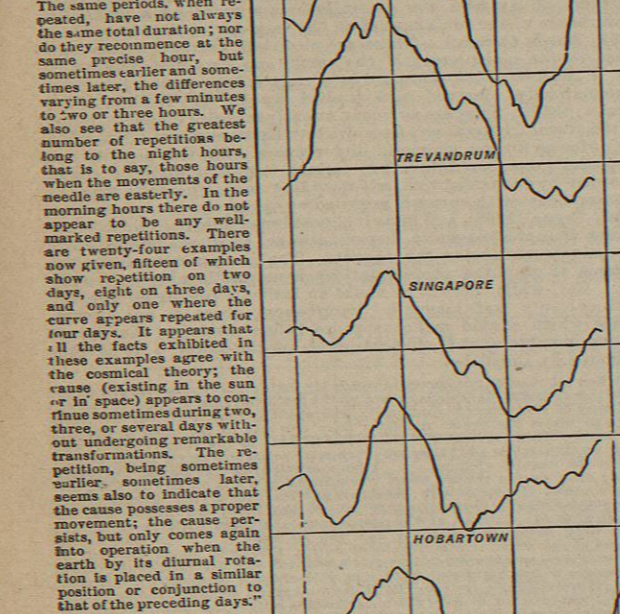 The same periods, when re-
peated, have not always
the same total duration; nor
do they recommence at the
same precise hour, but
sometimes earlier and some-
times later, the differences
varying from a few minutes
to two or three hours. We
also see that the greatest
number of repetitions be-
long to the night hours,
that is to say, those hours
when the movements of the
needle are easterly. In the
morning hours there do not
appear to be any well-
marked repetitions. There
are twenty-four examples
now given, fifteen of which
show repetition on two
days, eight on three days,
and only one where the
curve appears repeated for
four days. It appears that
all the facts exhibited in
these examples agree with
the cosmical theory; the
cause (existing in the sun
or in space) appears to con-
tinue sometimes during two,
three, or several days with-
out undergoing remarkable
transformations. The re-
petition, being sometimes
earlier, sometimes later,
seems also to indicate that
the cause possesses a proper
movement; the cause per-
sists, but only comes again
into operation when the
earth by its diurnal rota-
tion is placed in a similar
position or conjunction to
that of the preceding days."
TREVANDRUM
SINGAPORE
HOBARTOWN